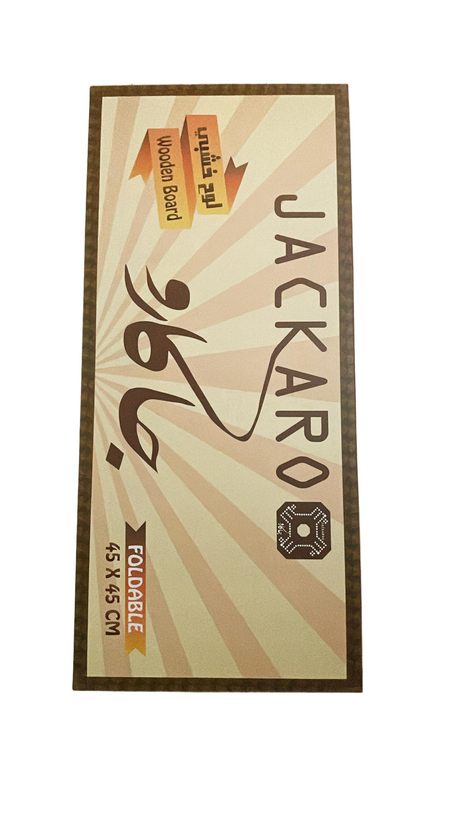 JACKARO
لوح خشبي
Wooden Board
جاكارو
FOLDABLE
45 X 45 CM